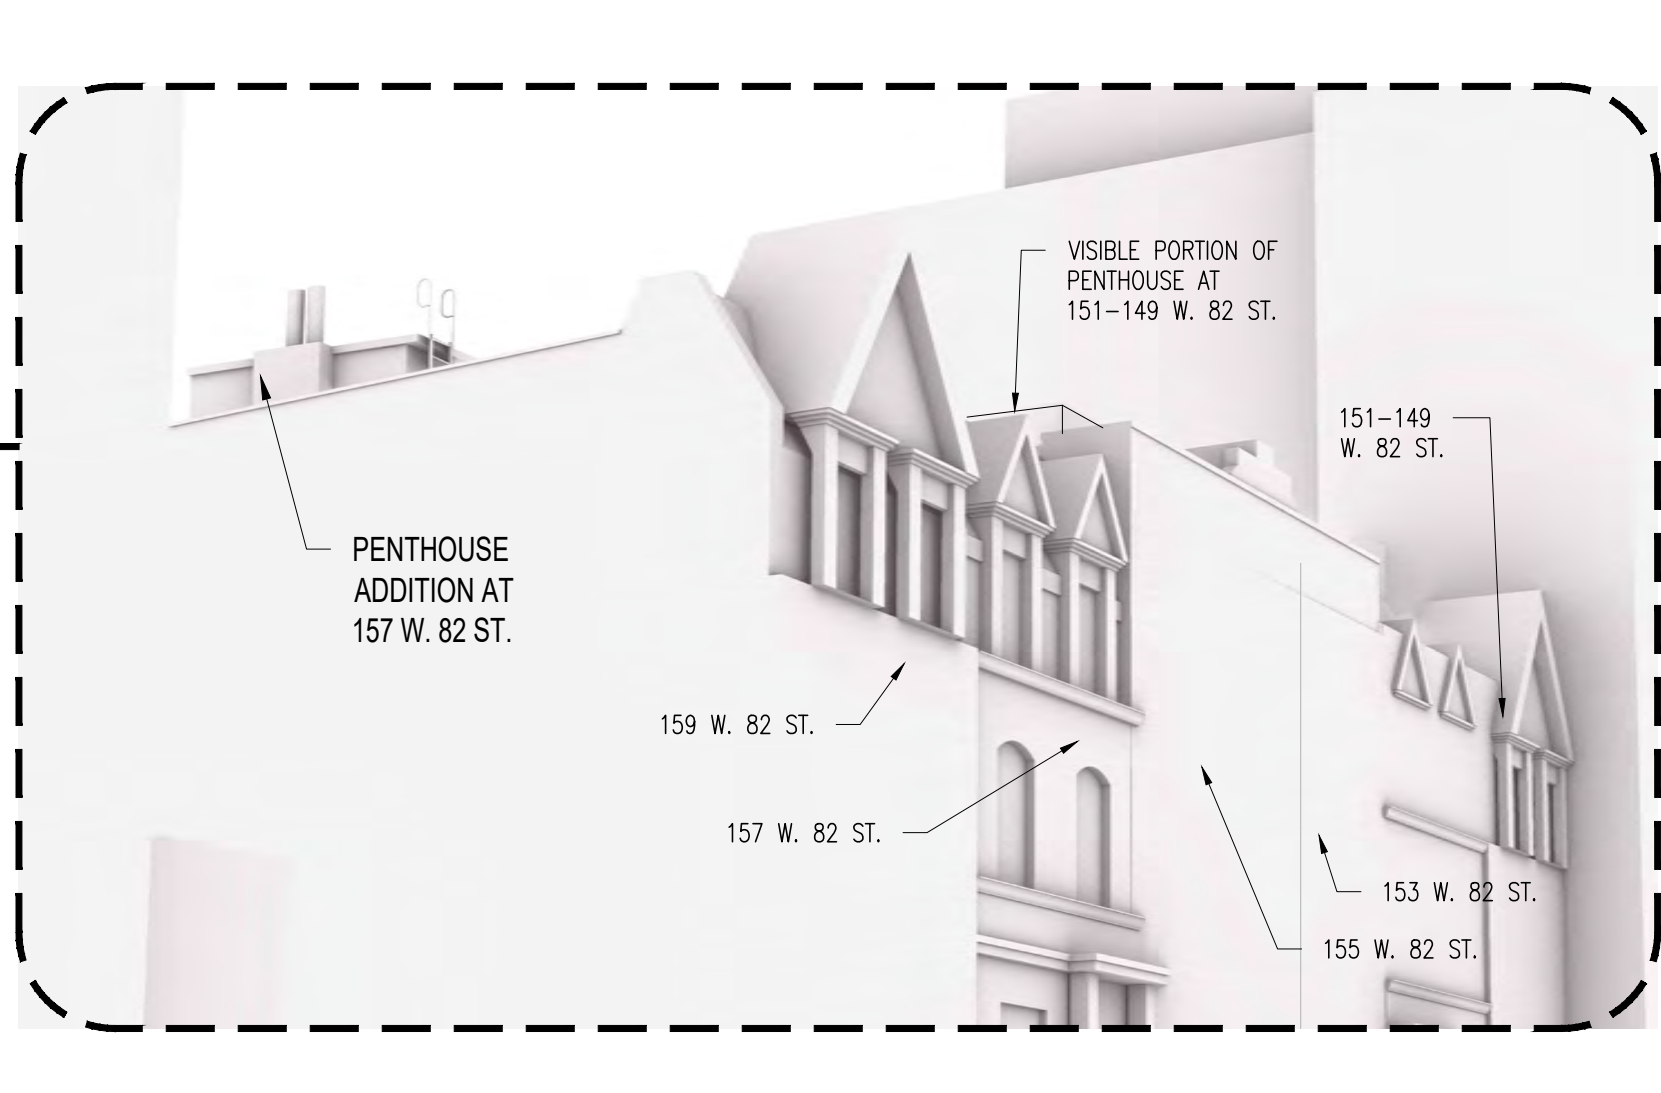 VISIBLE PORTION OF
PENTHOUSE AT
151-149 W. 82 ST.
151-149
W. 82 ST.
PENTHOUSE
ADDITION AT
157 W. 82 ST.
159 W. 82 ST.
157 W. 82 ST.
153 W. 82 ST.
155 W. 82 ST.